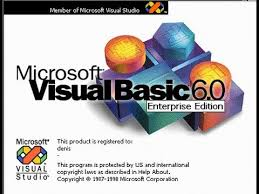 Member of Microsoft Visual Studio
Microsoft
Visual Basic 6.0
Enterprise Edition
Microsoft
VISUAL
Studio
This product is registered to:
denis
-
This program is protected by US and international
copyright laws as described in Help About.
Copyright © 1987-1998 Microsoft Corporation